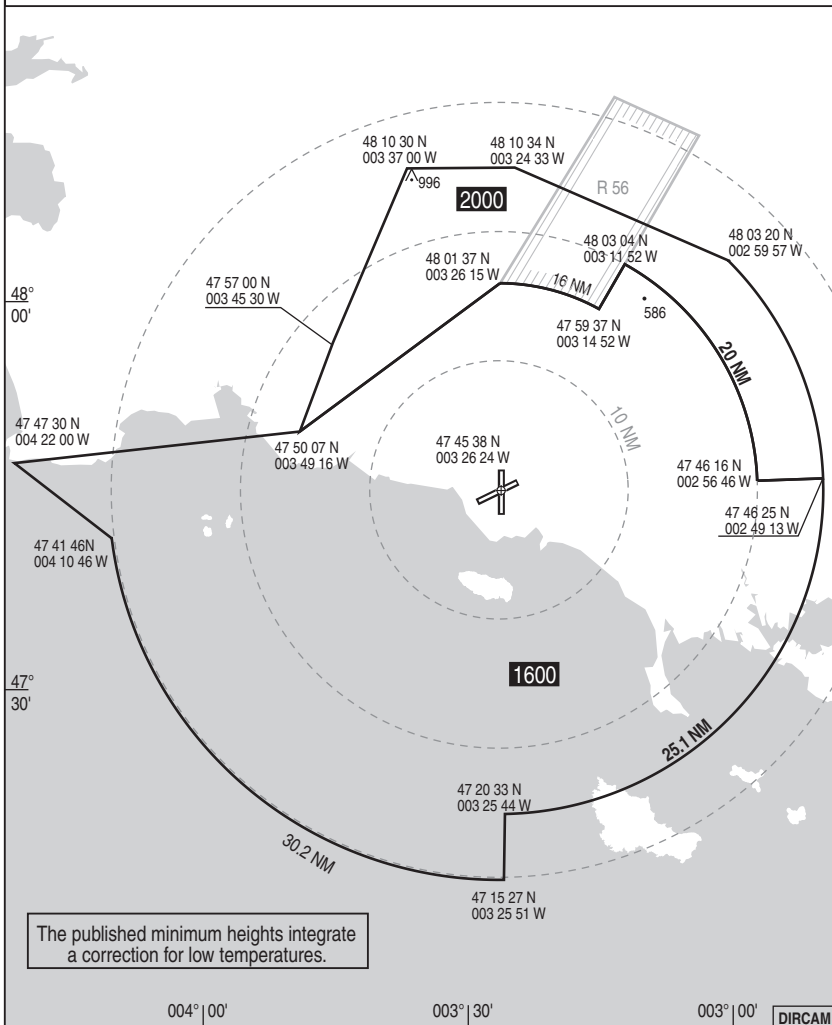 48 10 30 N
003 37 00 W
48 10 34 N
003 24 33 W
996
2000
R 56
48 03 04 N
003 11 52 W
48 03 20 N
002 59 57 W
48 01 37 N
003 26 15 W
16 NM
47 57 00 N
003 45 30 W
48°
00'
586
47 59 37 N
003 14 52 W
20 NM
10 NM
47 47 30 N
004 22 00 W
47 50 07 N
003 49 16 W
47 45 38 N
003 26 24 W
47 46 16 N
002 56 46 W
47 46 25 N
002 49 13 W
47 41 46N
004 10 46 W
1600
47°
30'
25.1 NM
47 20 33 N
003 25 44 W
30.2 NM
47 15 27 N
003 25 51 W
The published minimum heights integrate
a correction for low temperatures.
004° 00'
003° 30'
003° 00'
DIRCAM